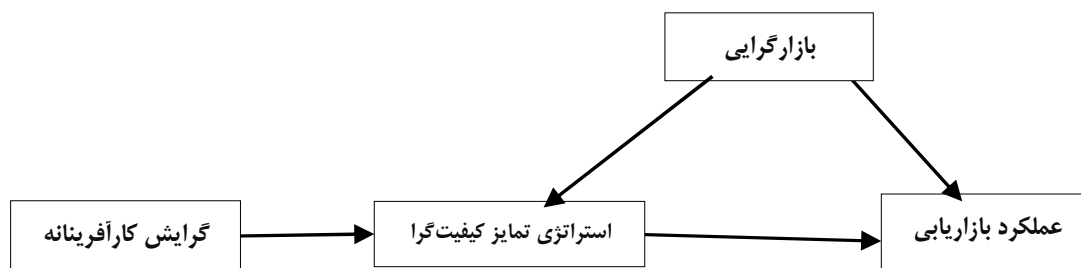 بازارگرایی
عملکرد بازاریابی
استراتژی تمایز کیفیت‌گرا
گرایش کارآفرینانه